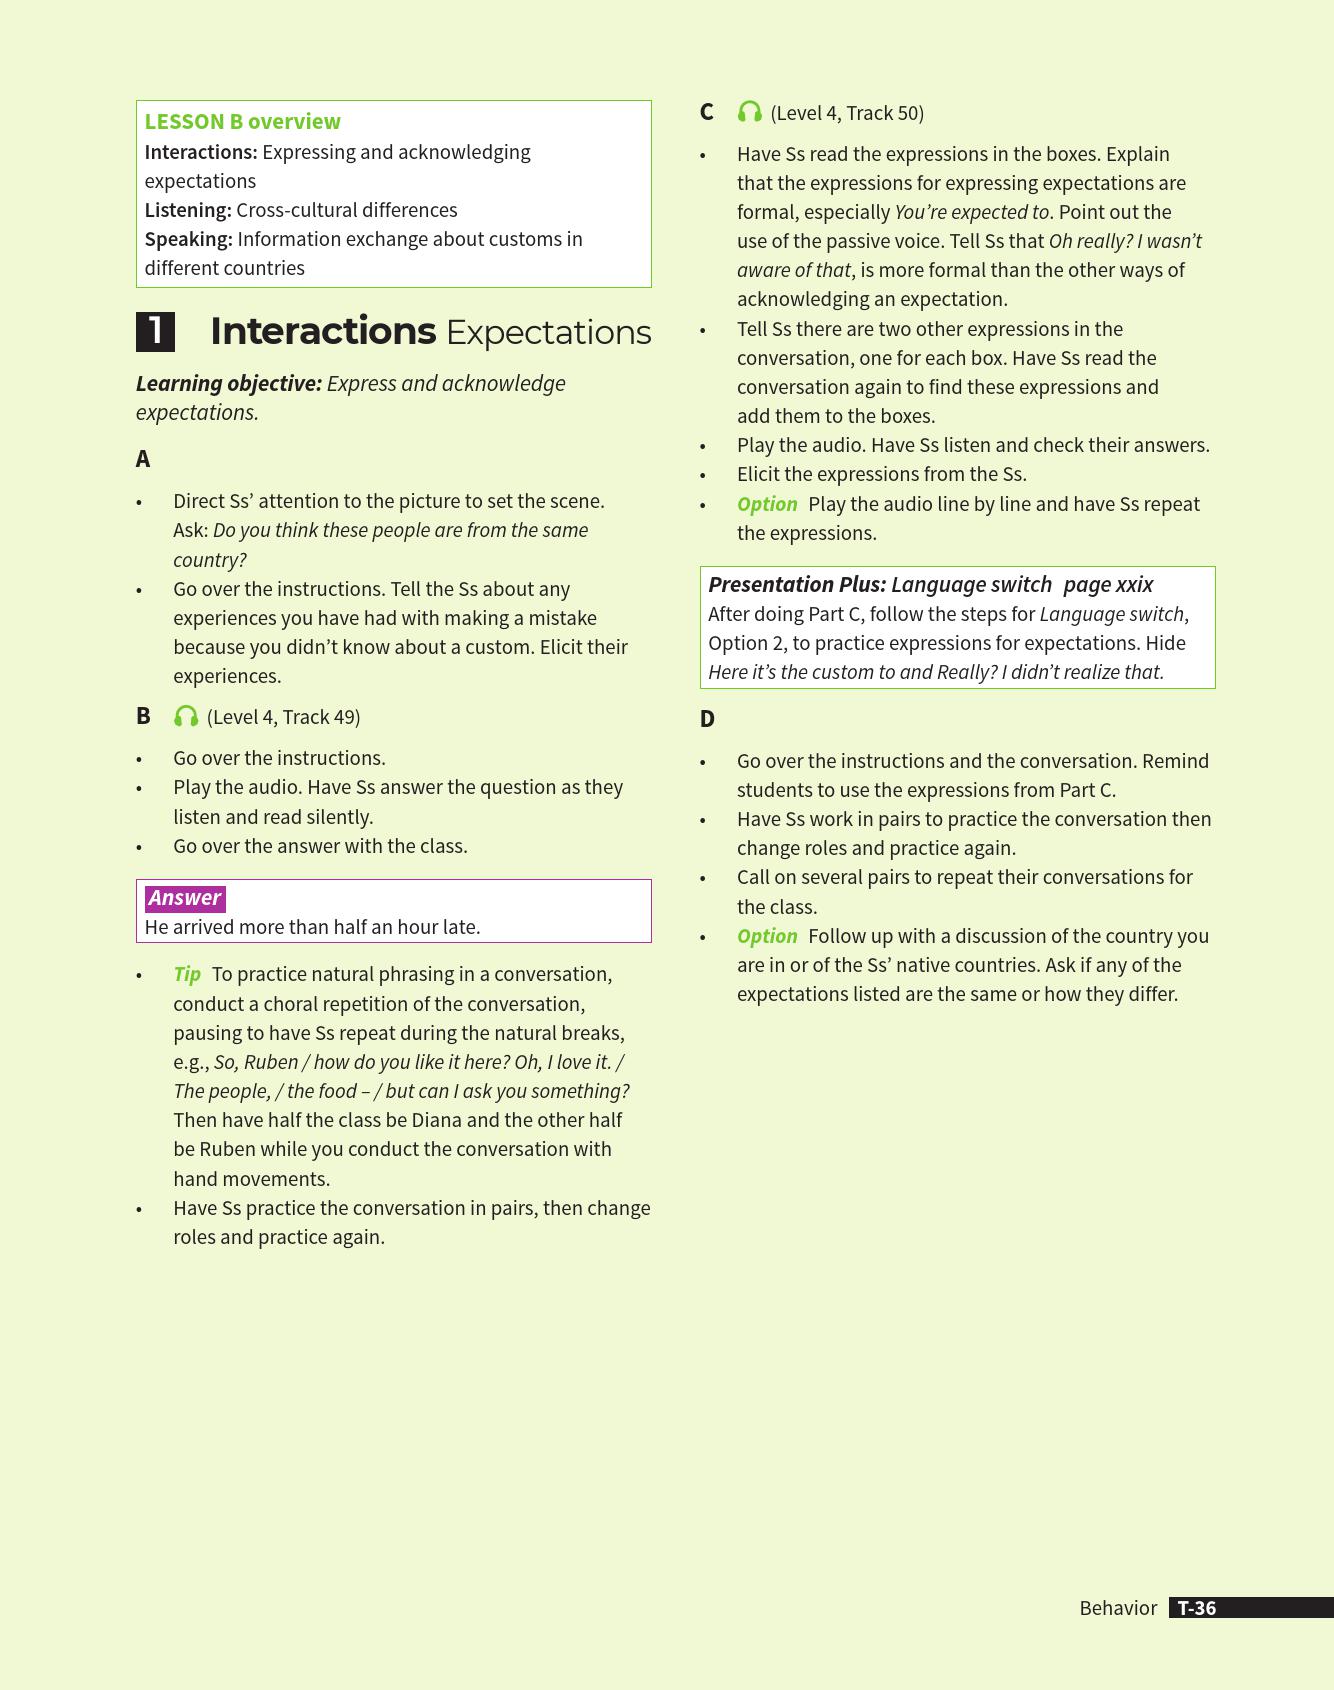 LESSON B overview
Interactions: Expressing and acknowledging
expectations
Listening: Cross-cultural differences
Speaking: Information exchange about customs in
different countries
1 Interactions Expectations
Learning objective: Express and acknowledge
expectations.
A
• Direct Ss’ attention to the picture to set the scene.
Ask: Do you think these people are from the same
country?
• Go over the instructions. Tell the Ss about any
experiences you have had with making a mistake
because you didn’t know about a custom. Elicit their
experiences.
B (Level 4, Track 49)
• Go over the instructions.
• Play the audio. Have Ss answer the question as they
listen and read silently.
• Go over the answer with the class.
Answer
He arrived more than half an hour late.
• Tip To practice natural phrasing in a conversation,
conduct a choral repetition of the conversation,
pausing to have Ss repeat during the natural breaks,
e.g., So, Ruben / how do you like it here? Oh, I love it. /
The people, / the food – / but can I ask you something?
Then have half the class be Diana and the other half
be Ruben while you conduct the conversation with
hand movements.
• Have Ss practice the conversation in pairs, then change
roles and practice again.
C (Level 4, Track 50)
• Have Ss read the expressions in the boxes. Explain
that the expressions for expressing expectations are
formal, especially You’re expected to. Point out the
use of the passive voice. Tell Ss that Oh really? I wasn’t
aware of that, is more formal than the other ways of
acknowledging an expectation.
• Tell Ss there are two other expressions in the
conversation, one for each box. Have Ss read the
conversation again to find these expressions and
add them to the boxes.
• Play the audio. Have Ss listen and check their answers.
• Elicit the expressions from the Ss.
• Option Play the audio line by line and have Ss repeat
the expressions.
Presentation Plus: Language switch page xxix
After doing Part C, follow the steps for Language switch,
Option 2, to practice expressions for expectations. Hide
Here it’s the custom to and Really? I didn’t realize that.
D
• Go over the instructions and the conversation. Remind
students to use the expressions from Part C.
• Have Ss work in pairs to practice the conversation then
change roles and practice again.
• Call on several pairs to repeat their conversations for
the class.
• Option Follow up with a discussion of the country you
are in or of the Ss’ native countries. Ask if any of the
expectations listed are the same or how they differ.
Behavior T-36